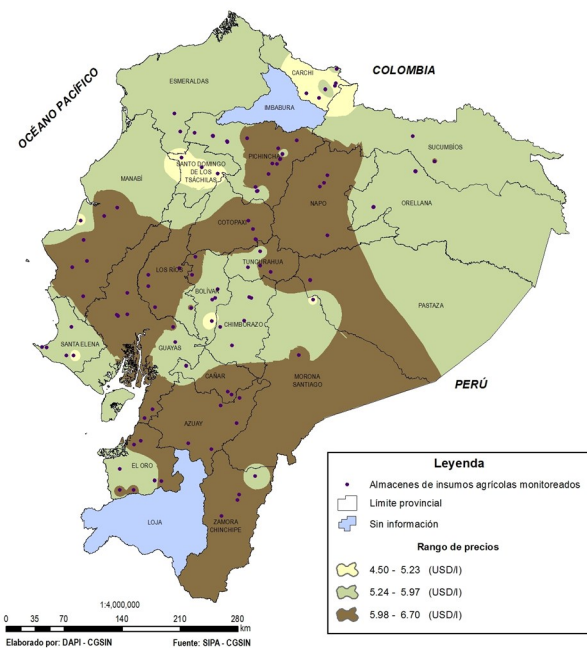 OCÉANO PACÍFICO
COLOMBIA
ESMERALDAS
CARCHI
IMBABURA
SUCUMBÍOS
PICHINCHA
SANTO DOMINGO
DE LOS
TSÁCHILAS
MANABÍ
NAPO
ORELLANA
COTOPAXI
TUNGURAHUA
LOS RÍOS
BOLÍVAR
PASTAZA
CHIMBORAZO
SANTA ELENA
GUAYAS
CAÑAR
MORONA
SANTIAGO
PERÚ
AZUAY
EL ORO
LOJA
ZAMORA
CHINCHIPE
Leyenda
Almacenes de insumos agrícolas monitoreados
Límite provincial
Sin información
Rango de precios
4.50 - 5.23 (USD/l)
5.24 - 5.97 (USD/l)
5.98 - 6.70 (USD/l)
1:4,000,000
0 35 70 140 210 280
km
Elaborado por: DAPI - CGSIN Fuente: SIPA - CGSIN